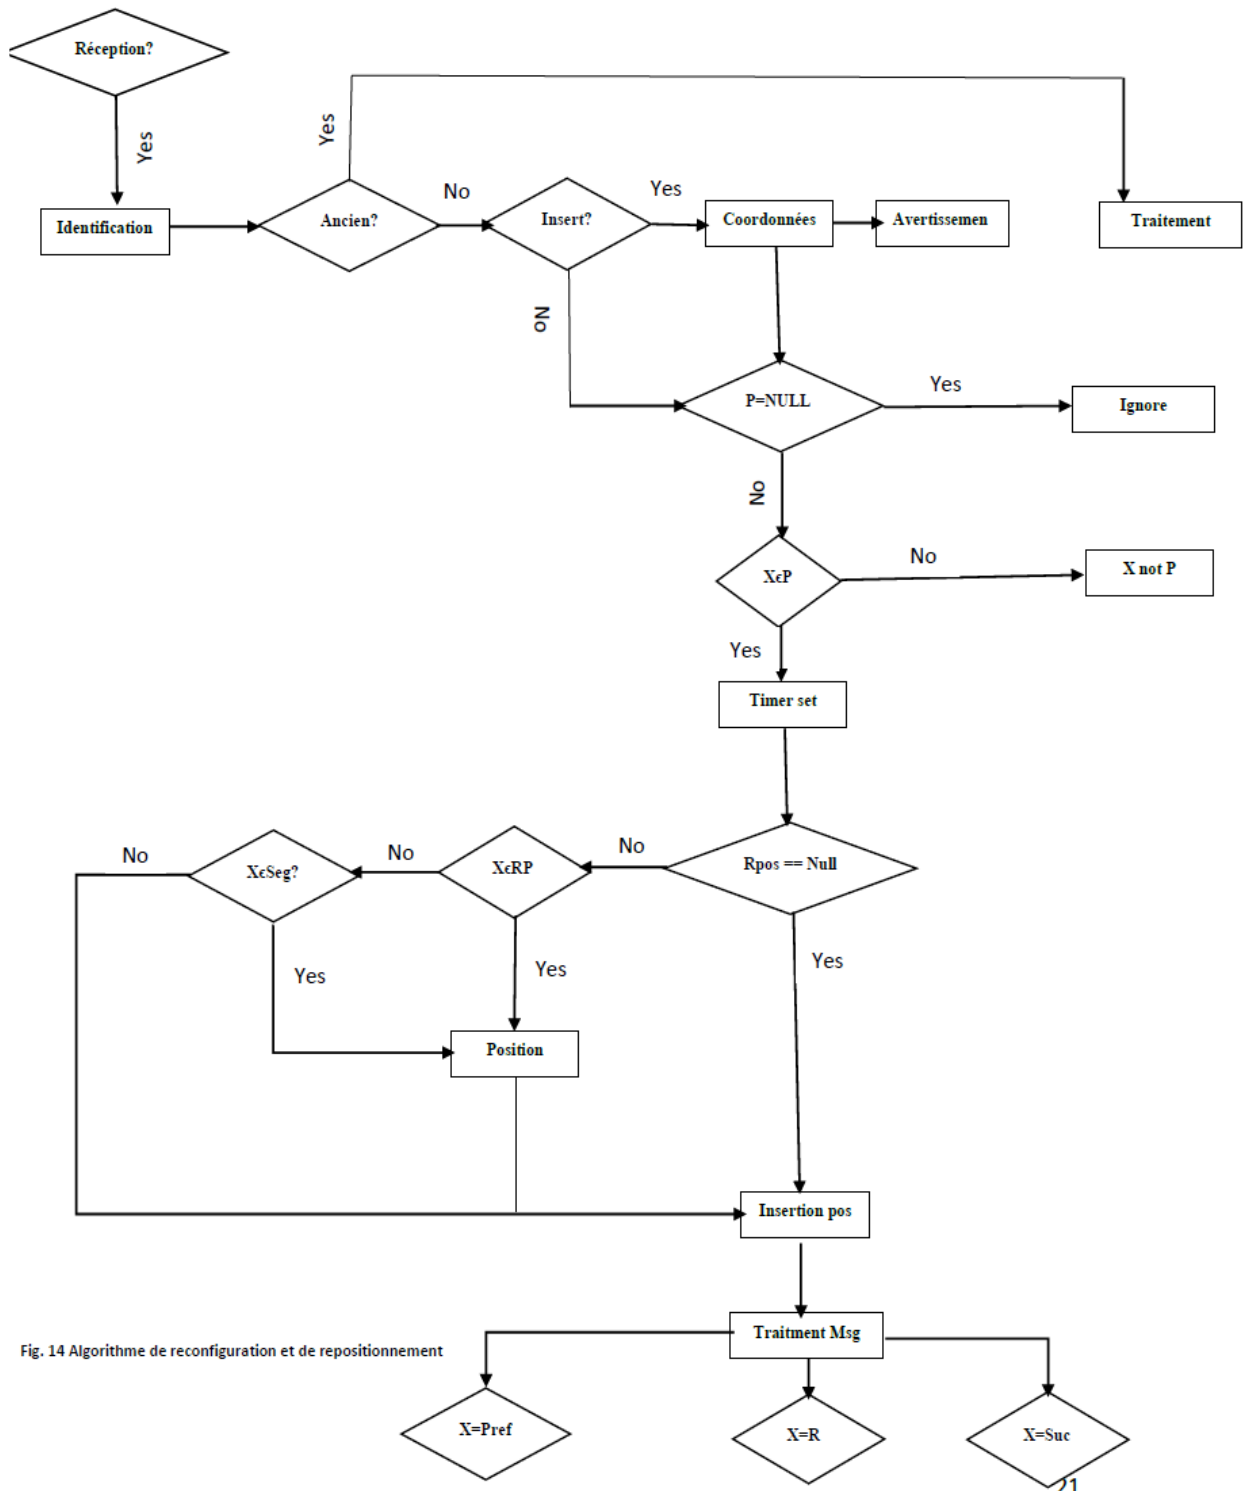 Réception?
Yes
Yes
Identification
Ancien?
No
Insert?
Yes
Coordonnées
Avertissemen
Traitement
No
P=NULL
Yes
Ignore
No
XϵP
No
X not P
Yes
Timer set
No
XϵSeg?
No
XϵRP
No
Rpos == Null
Yes
Yes
Yes
Position
Insertion pos
Traitment Msg
Fig. 14 Algorithme de reconfiguration et de repositionnement
X=Pref
X=R
X=Suc
21